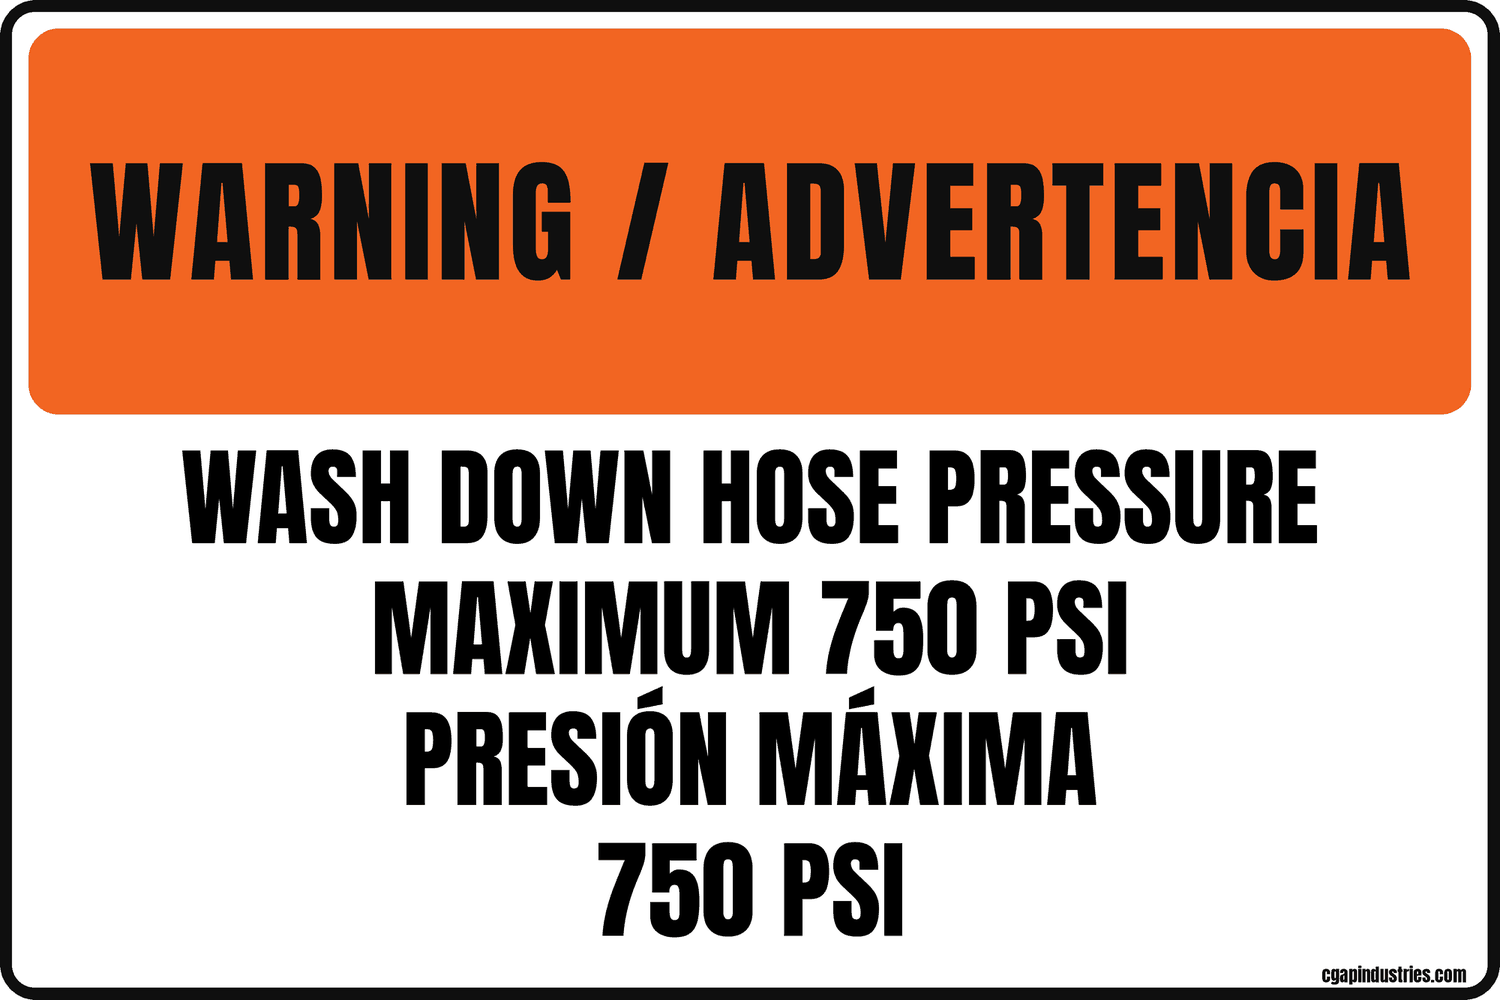 WARNING / ADVERTENCIA
WASH DOWN HOSE PRESSURE
MAXIMUM 750 PSI
PRESIÓN MÁXIMA
750 PSI
cgapindustries.com